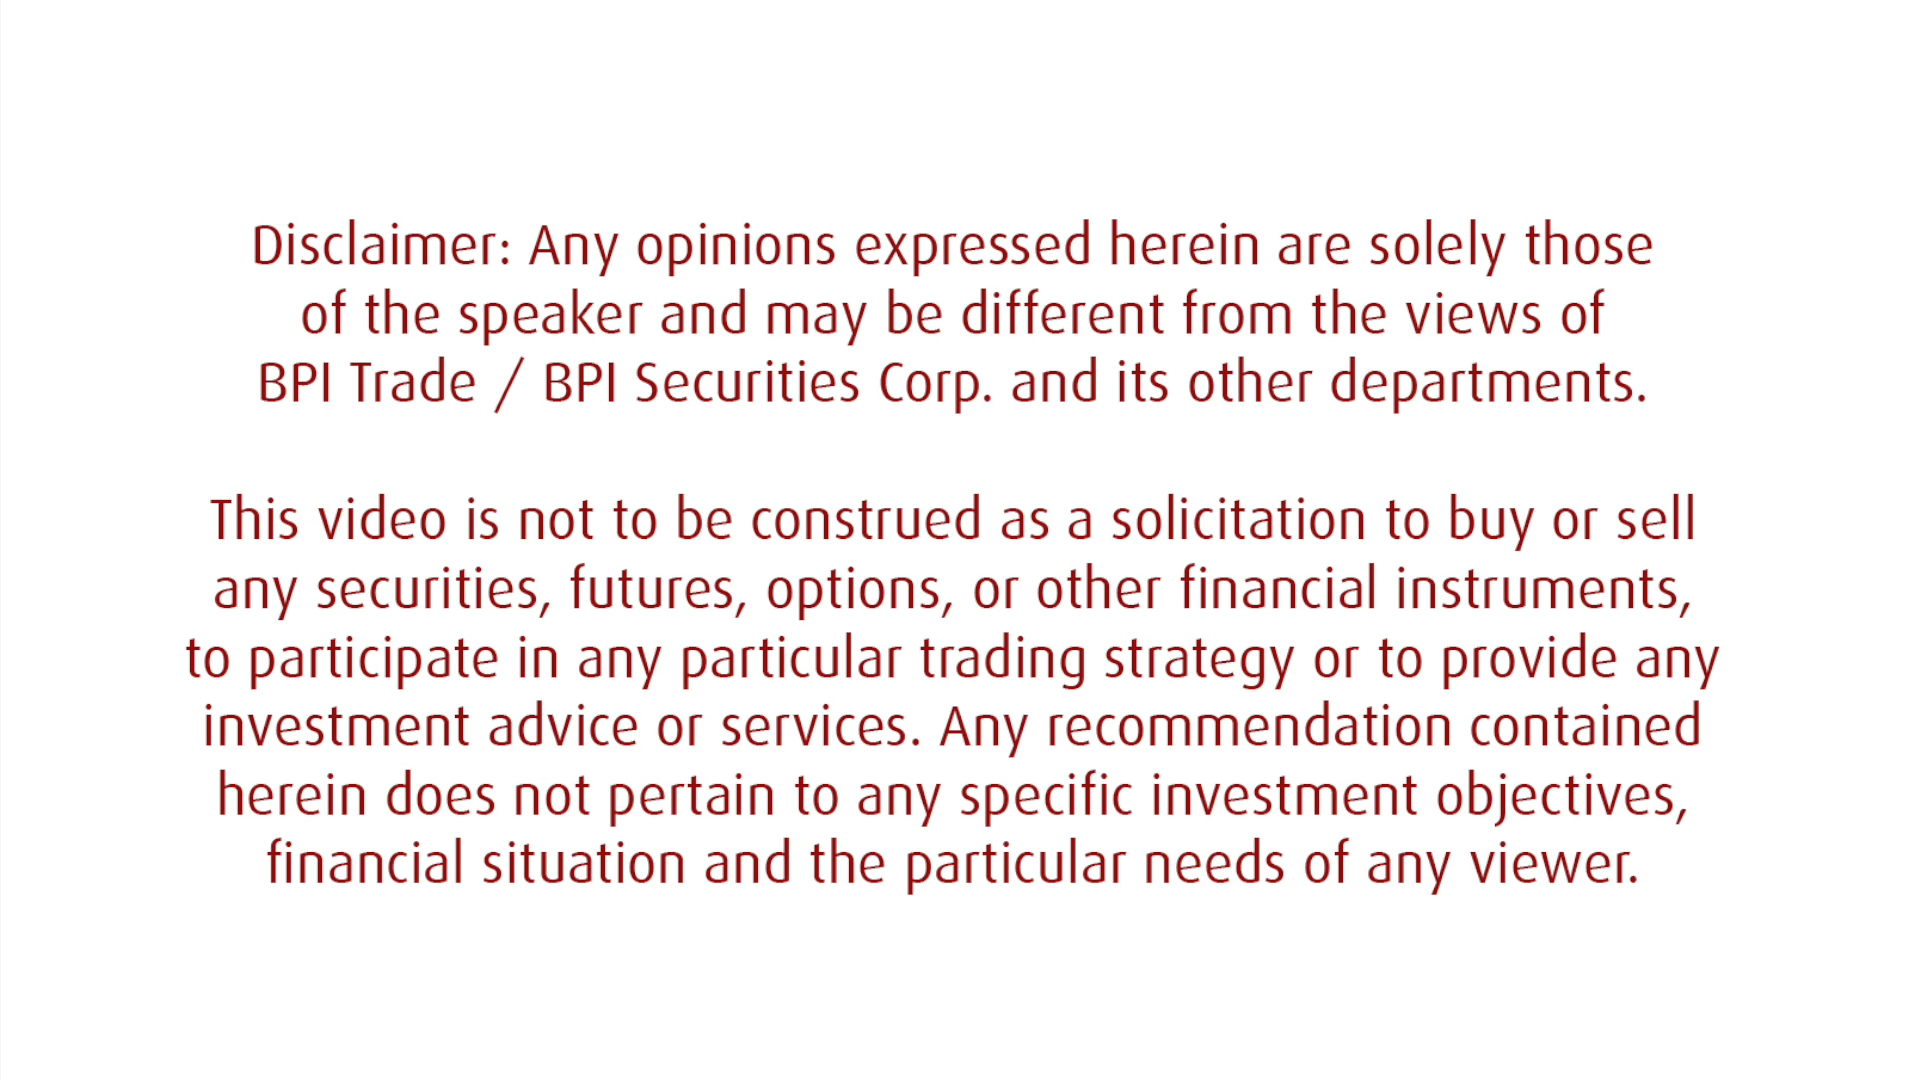 Disclaimer: Any opinions expressed herein are solely those
of the speaker and may be different from the views of
BPI Trade / BPI Securities Corp. and its other departments.
This video is not to be construed as a solicitation to buy or sell
any securities, futures, options, or other financial instruments,
to participate in any particular trading strategy or to provide any
investment advice or services. Any recommendation contained
herein does not pertain to any specific investment objectives,
financial situation and the particular needs of any viewer.